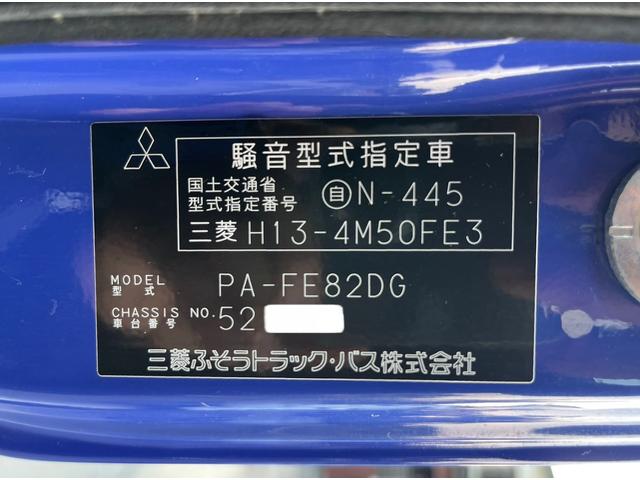 騒音型式指定車
国土交通省
型式指定番号 自N-445
三菱 H13-4M50FE3
MODEL
型式 PA-FE82DG
CHASSIS NO.
車台番号 52
三菱ふそうトラック・バス株式会社